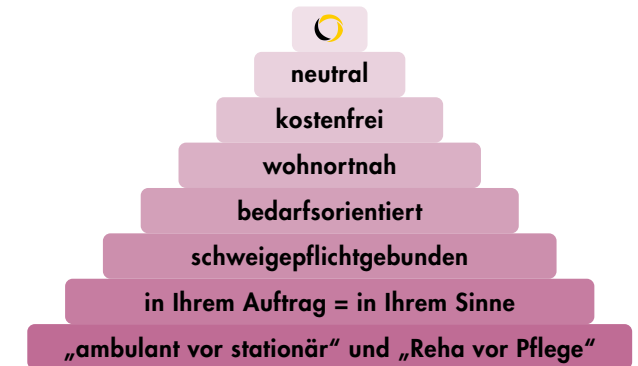 neutral
kostenfrei
wohnortnah
bedarfsorientiert
schweigepflichtgebunden
in Ihrem Auftrag = in Ihrem Sinne
„ambulant vor stationär“ und „Reha vor Pflege“